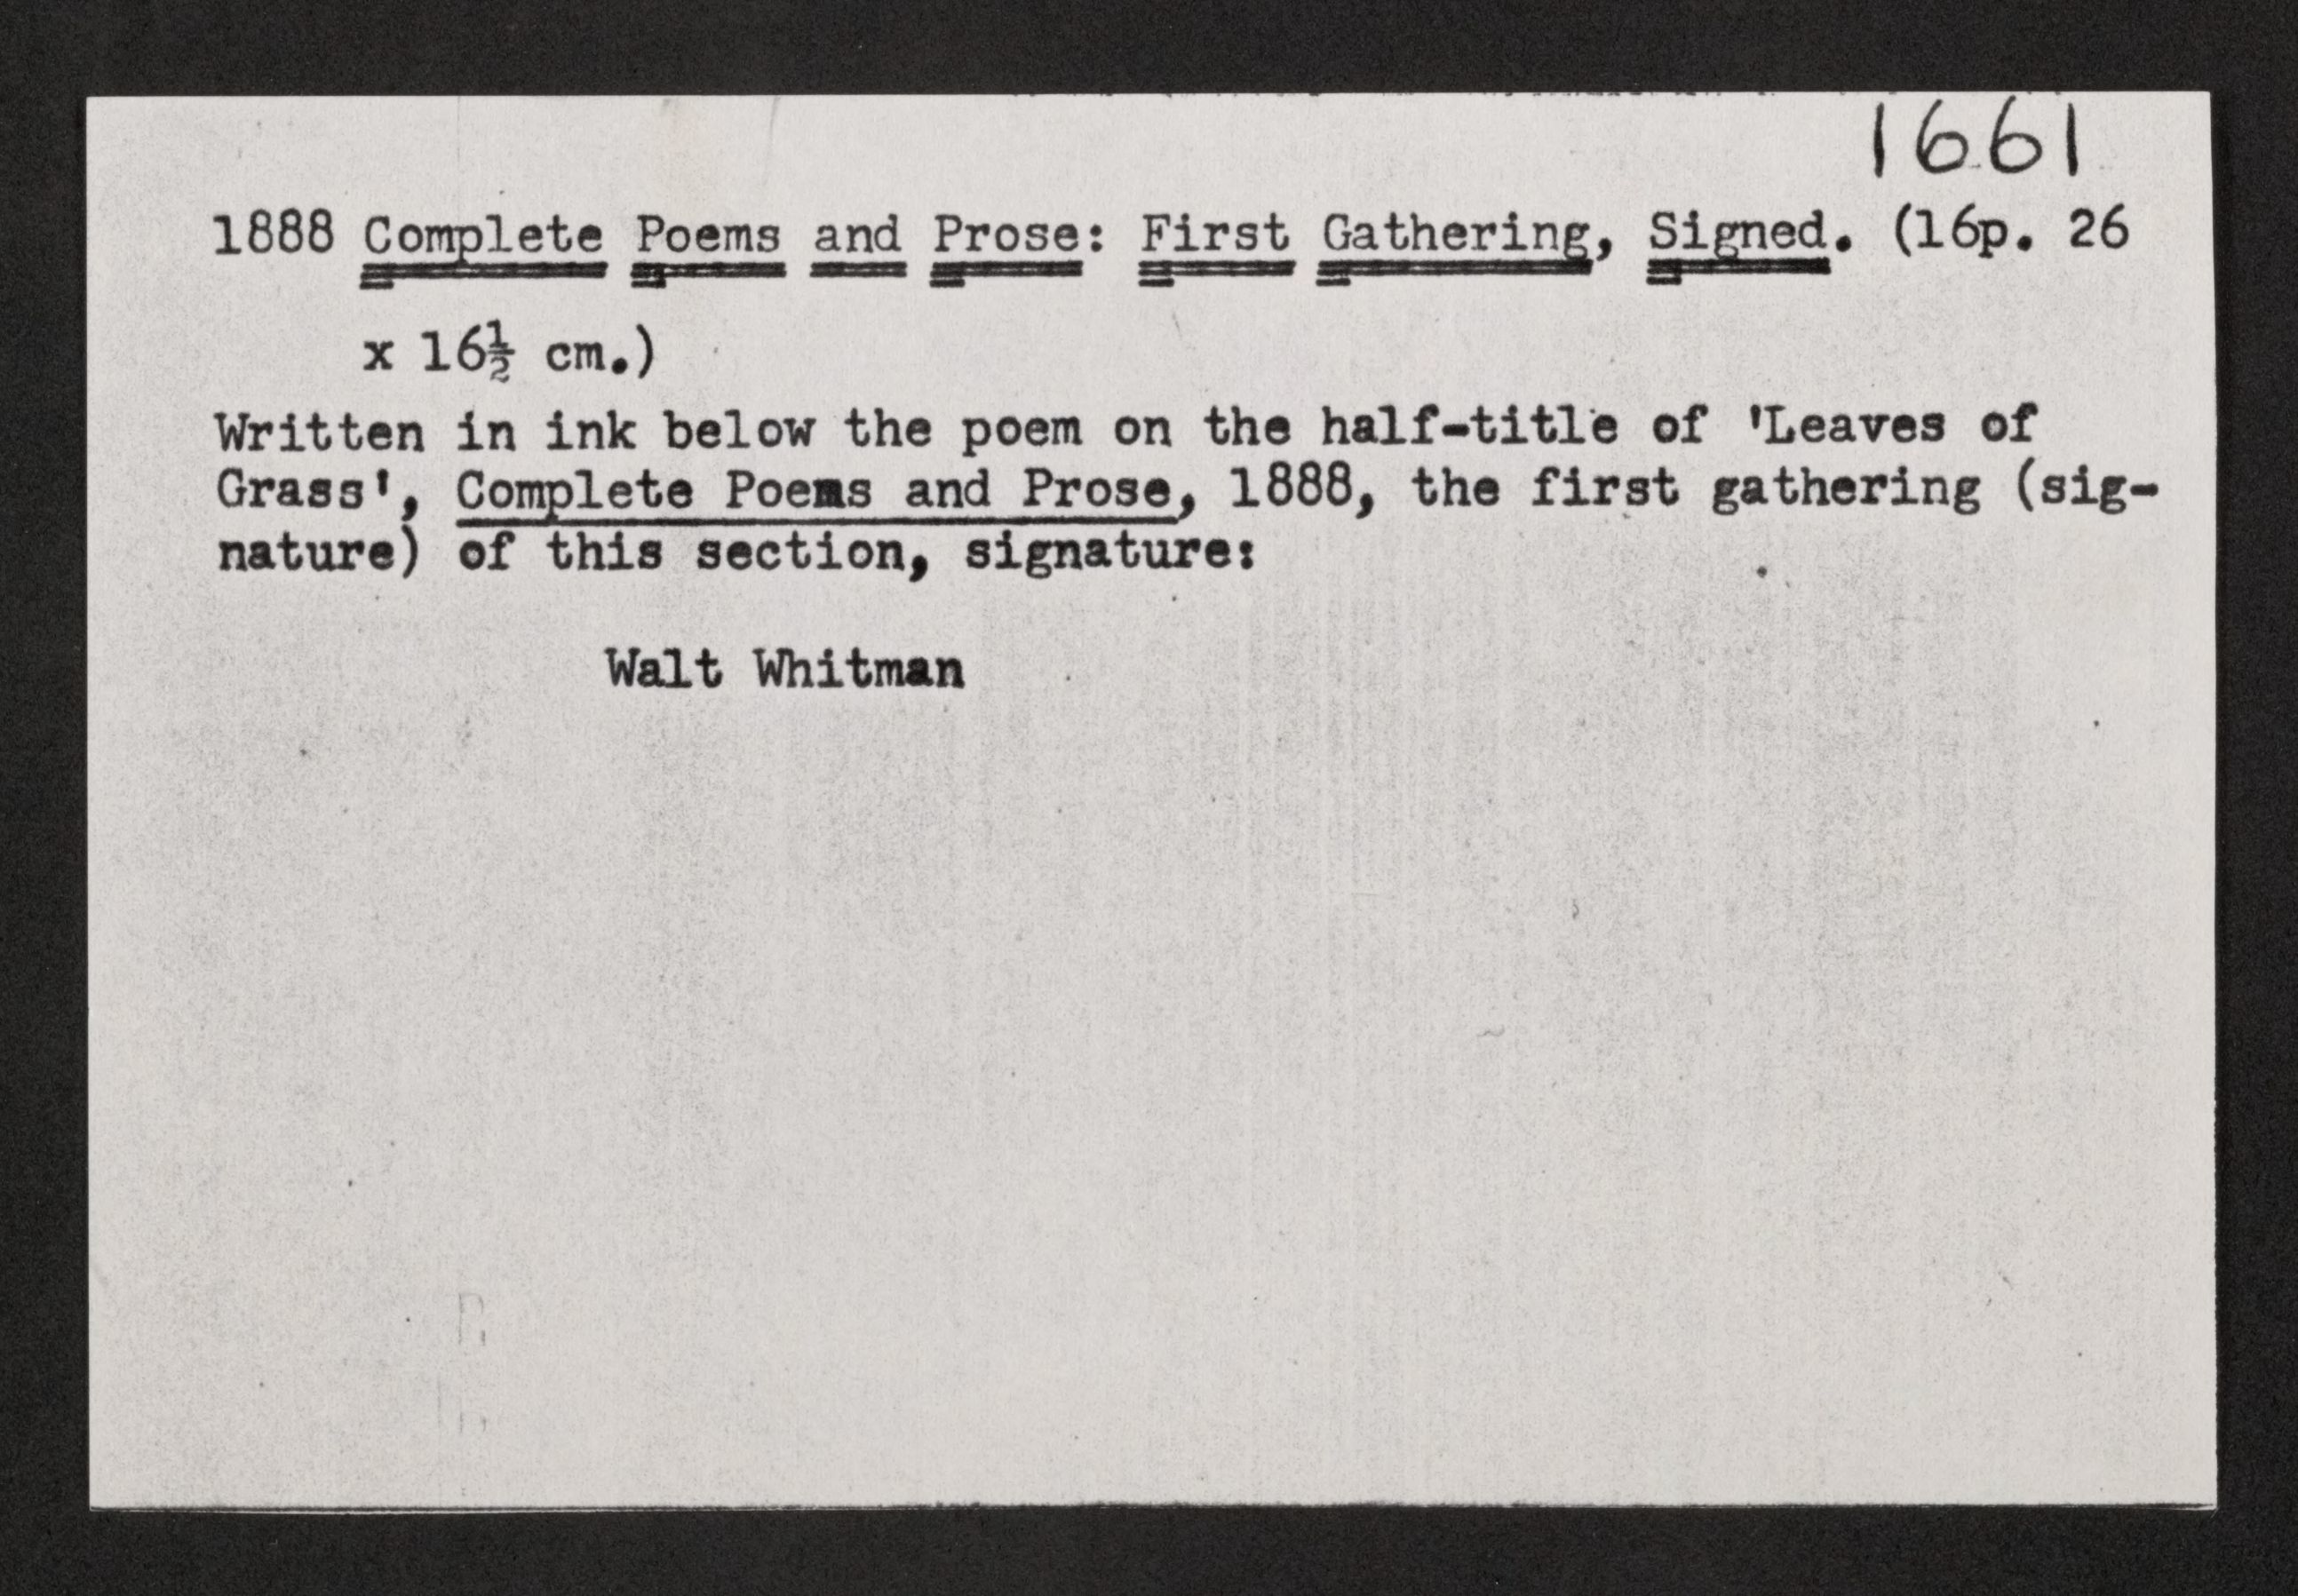 1661
1888 Complete Poems and Prose: First Gathering, Signed. (16p. 26
x 16½ cm.)
Written in ink below the poem on the half-title of 'Leaves of
Grass', Complete Poems and Prose, 1888, the first gathering (sig-
nature) of this section, signature:
Walt Whitman